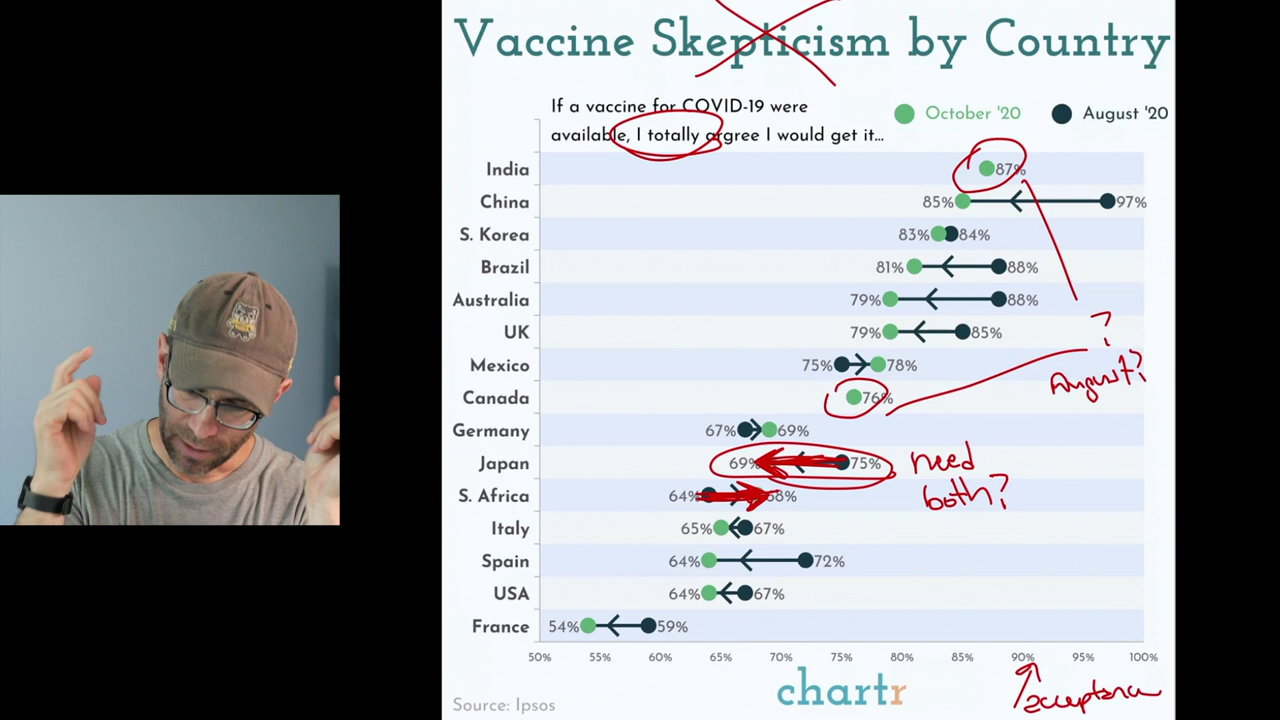 Vaccine Skepticism by Country
If a vaccine for COVID-19 were
available, I totally argree I would get it...
October '20 August '20
India 87%
China 85% 97%
S. Korea 83% 84%
Brazil 81% 88%
Australia 79% 88%
UK 79% 85%
?
Mexico 75% 78%
August?
Canada 76%
Germany 67% 69%
Japan 69% 75%
need
both?
S. Africa 64% 68%
Italy 65% 67%
Spain 64% 72%
USA 64% 67%
France 54% 59%
50% 55% 60% 65% 70% 75% 80% 85% 90% 95% 100%
chartr
acceptance
Source: Ipsos